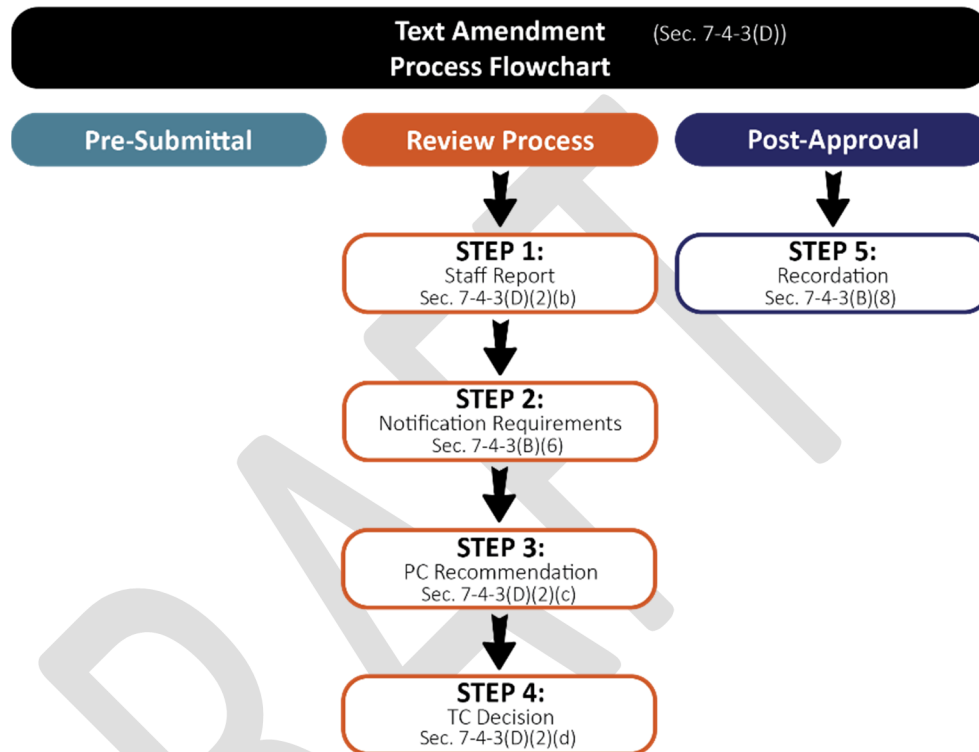 Text Amendment (Sec. 7-4-3(D))
Process Flowchart
Pre-Submittal
Review Process
Post-Approval
STEP 1:
Staff Report
Sec. 7-4-3(D)(2)(b)
STEP 5:
Recordation
Sec. 7-4-3(B)(8)
STEP 2:
Notification Requirements
Sec. 7-4-3(B)(6)
STEP 3:
PC Recommendation
Sec. 7-4-3(D)(2)(c)
STEP 4:
TC Decision
Sec. 7-4-3(D)(2)(d)
DRAFT